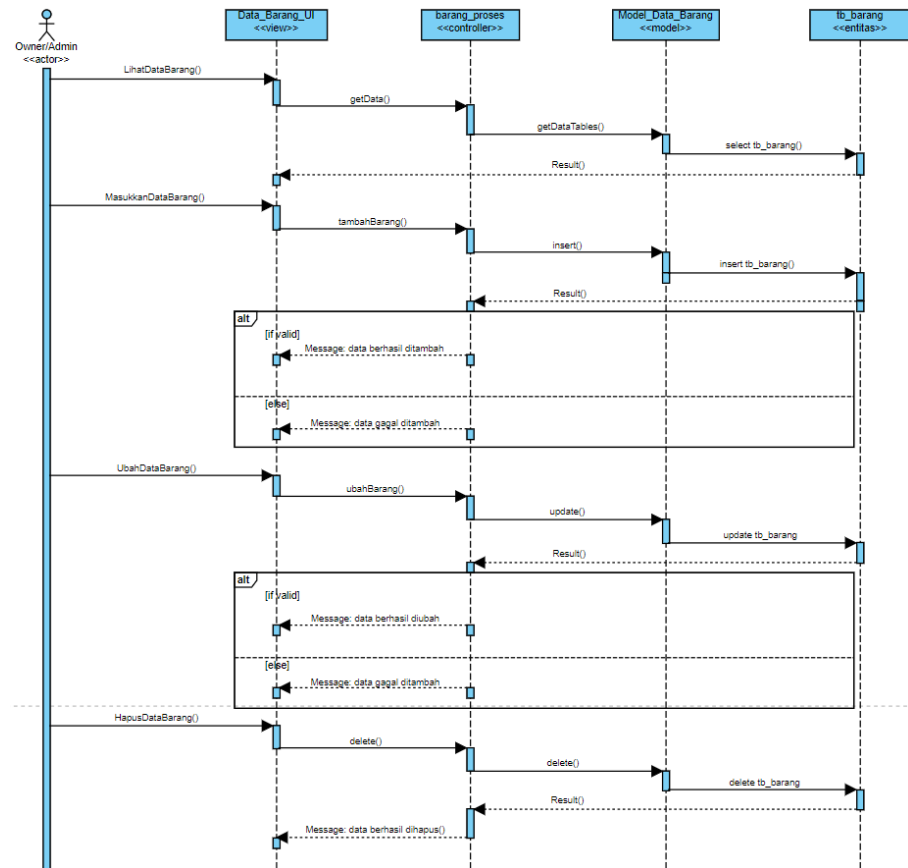 Data_Barang_UI
<<view>>
barang_proses
<<controller>>
Model_Data_Barang
<<model>>
tb_barang
<<entitas>>
Owner/Admin
<<actor>>
LihatDataBarang()
getData()
getDataTables()
select tb_barang()
Result()
MasukkanDataBarang()
tambahBarang()
insert()
insert tb_barang()
Result()
alt
[if valid]
Message: data berhasil ditambah
[else]
Message: data gagal ditambah
UbahDataBarang()
ubahBarang()
update()
update tb_barang
Result()
alt
[if valid]
Message: data berhasil diubah
[else]
Message: data gagal ditambah
HapusDataBarang()
delete()
delete()
delete tb_barang
Result()
Message: data berhasil dihapus()